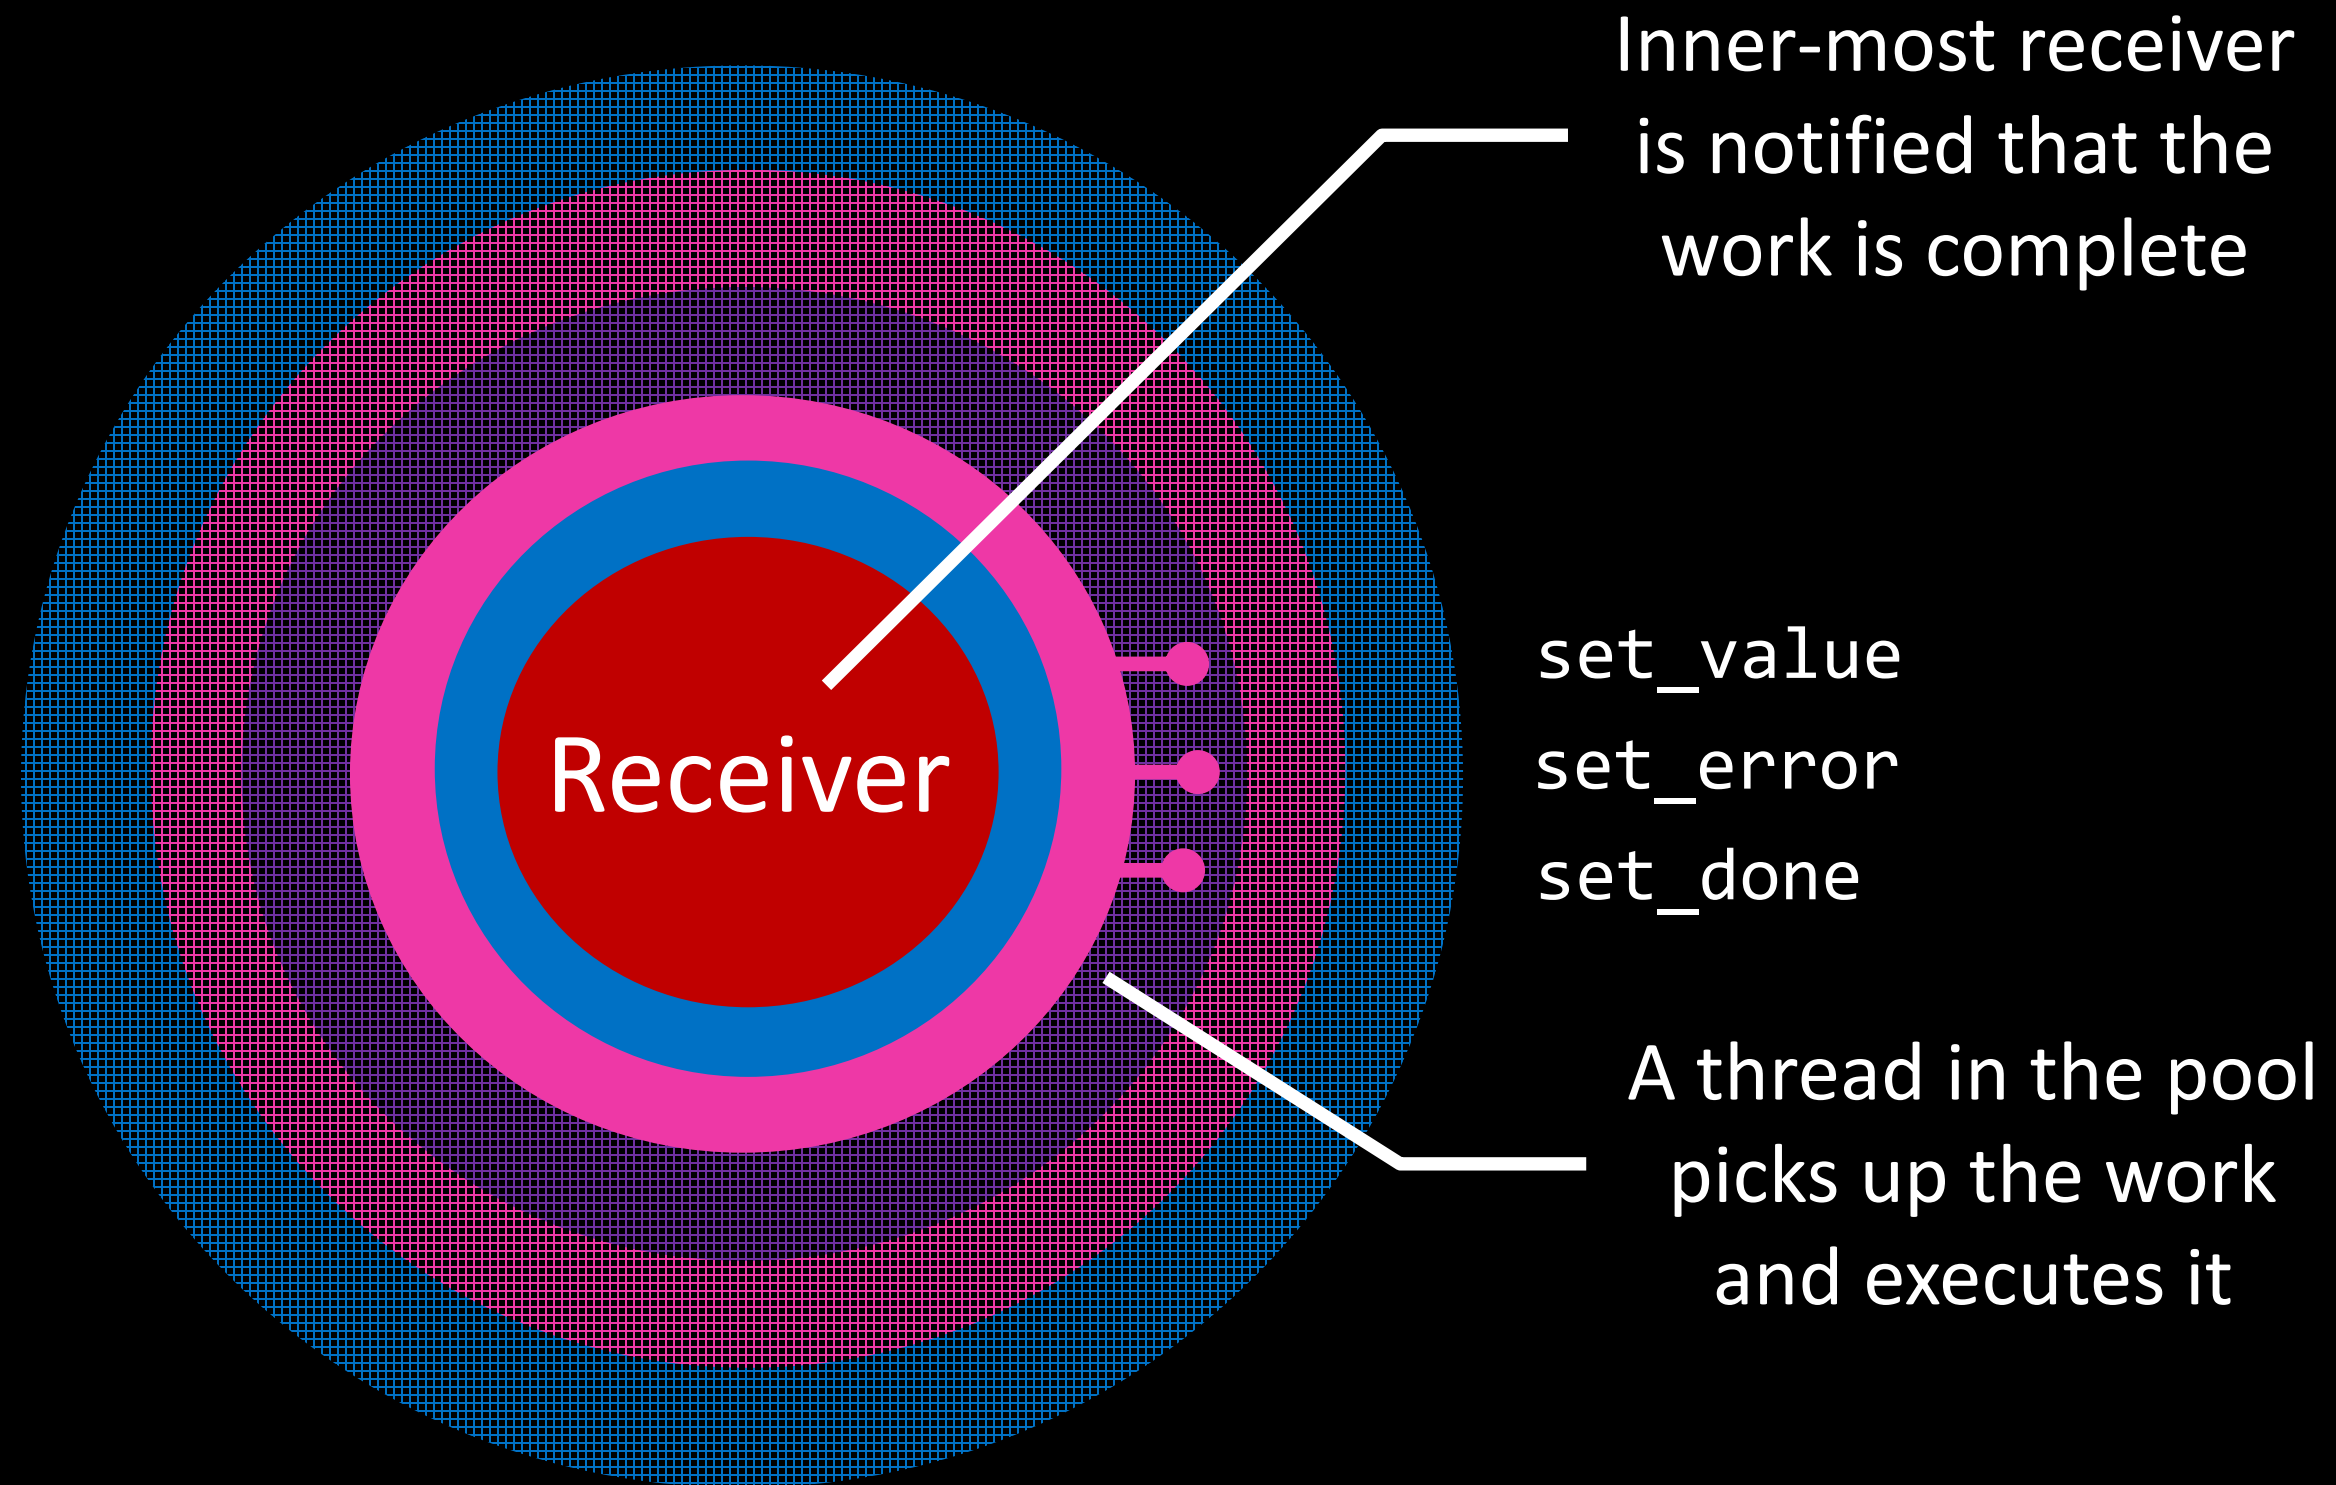 Inner-most receiver
is notified that the
work is complete
Receiver
set_value
set_error
set_done
A thread in the pool
picks up the work
and executes it